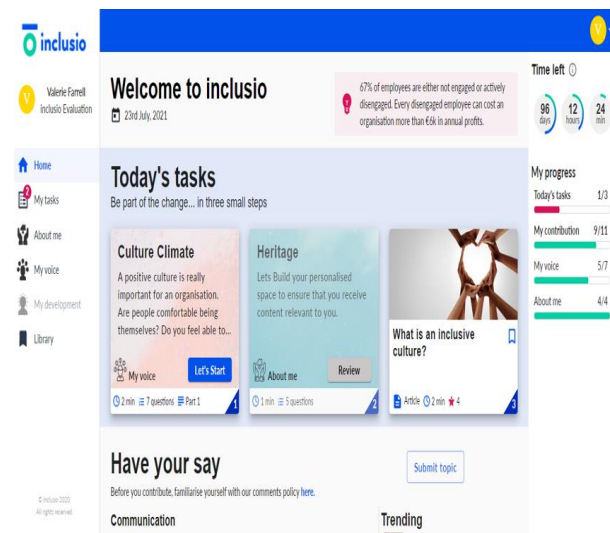 inclusio
V
V
Valerie Farrell
inclusio Evaluation
Home
2
My tasks
About me
My voice
My development
Library
© inclusio 2020
All rights reserved
Welcome to inclusio
23rd July, 2021
67% of employees are either not engaged or actively
disengaged. Every disengaged employee can cost an
organisation more than €6k in annual profits.
Today's tasks
Be part of the change... in three small steps
Culture Climate
A positive culture is really
important for an organisation.
Are people comfortable being
themselves? Do you feel able to...
My voice
Let's Start
2 min 7 questions Part 1
1
Heritage
Lets Build your personalised
space to ensure that you receive
content relevant to you.
About me
Review
1 min 5 questions
2
What is an inclusive
culture?
Article 2 min 4
3
Have your say
Submit topic
Before you contribute, familiarise yourself with our comments policy here.
Communication
Trending
Time left
96
days
12
hours
24
min
My progress
Today's tasks 1/3
My contribution 9/11
My voice 5/7
About me 4/4